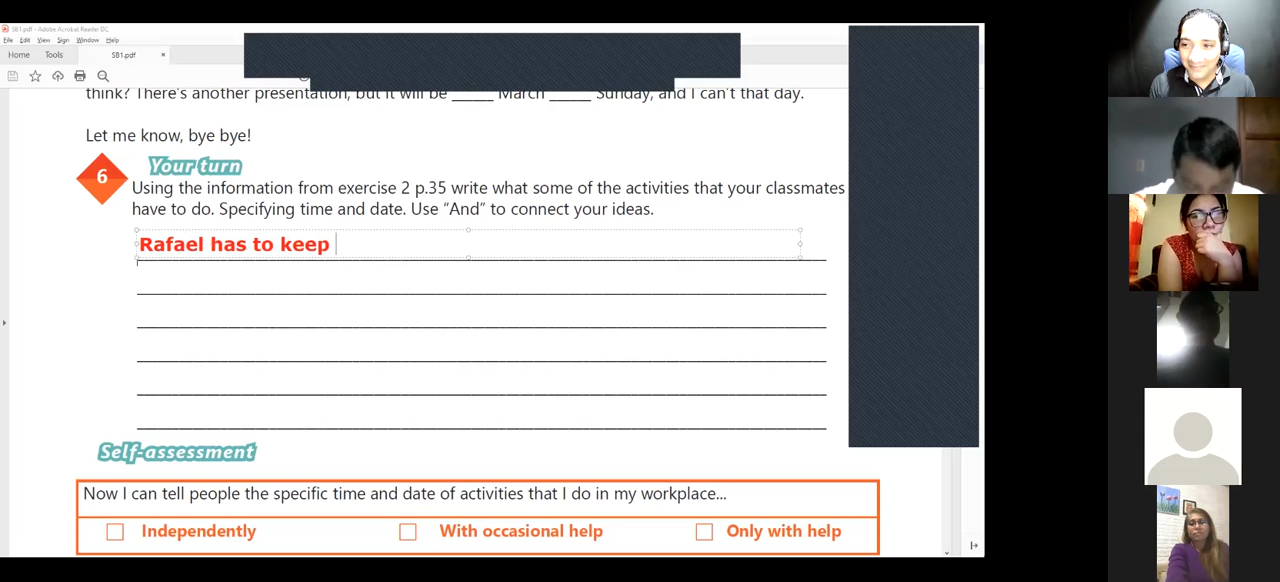 SB1.pdf - Adobe Acrobat Reader DC
File Edit View Sign Window Help
Home Tools SB1.pdf ×
think? There's another presentation, but it will be _____ March _____ Sunday, and I can't that day.
Let me know, bye bye!
6 Your turn
Using the information from exercise 2 p.35 write what some of the activities that your classmates
have to do. Specifying time and date. Use “And” to connect your ideas.
Rafael has to keep
Self-assessment
Now I can tell people the specific time and date of activities that I do in my workplace...
Independently With occasional help Only with help